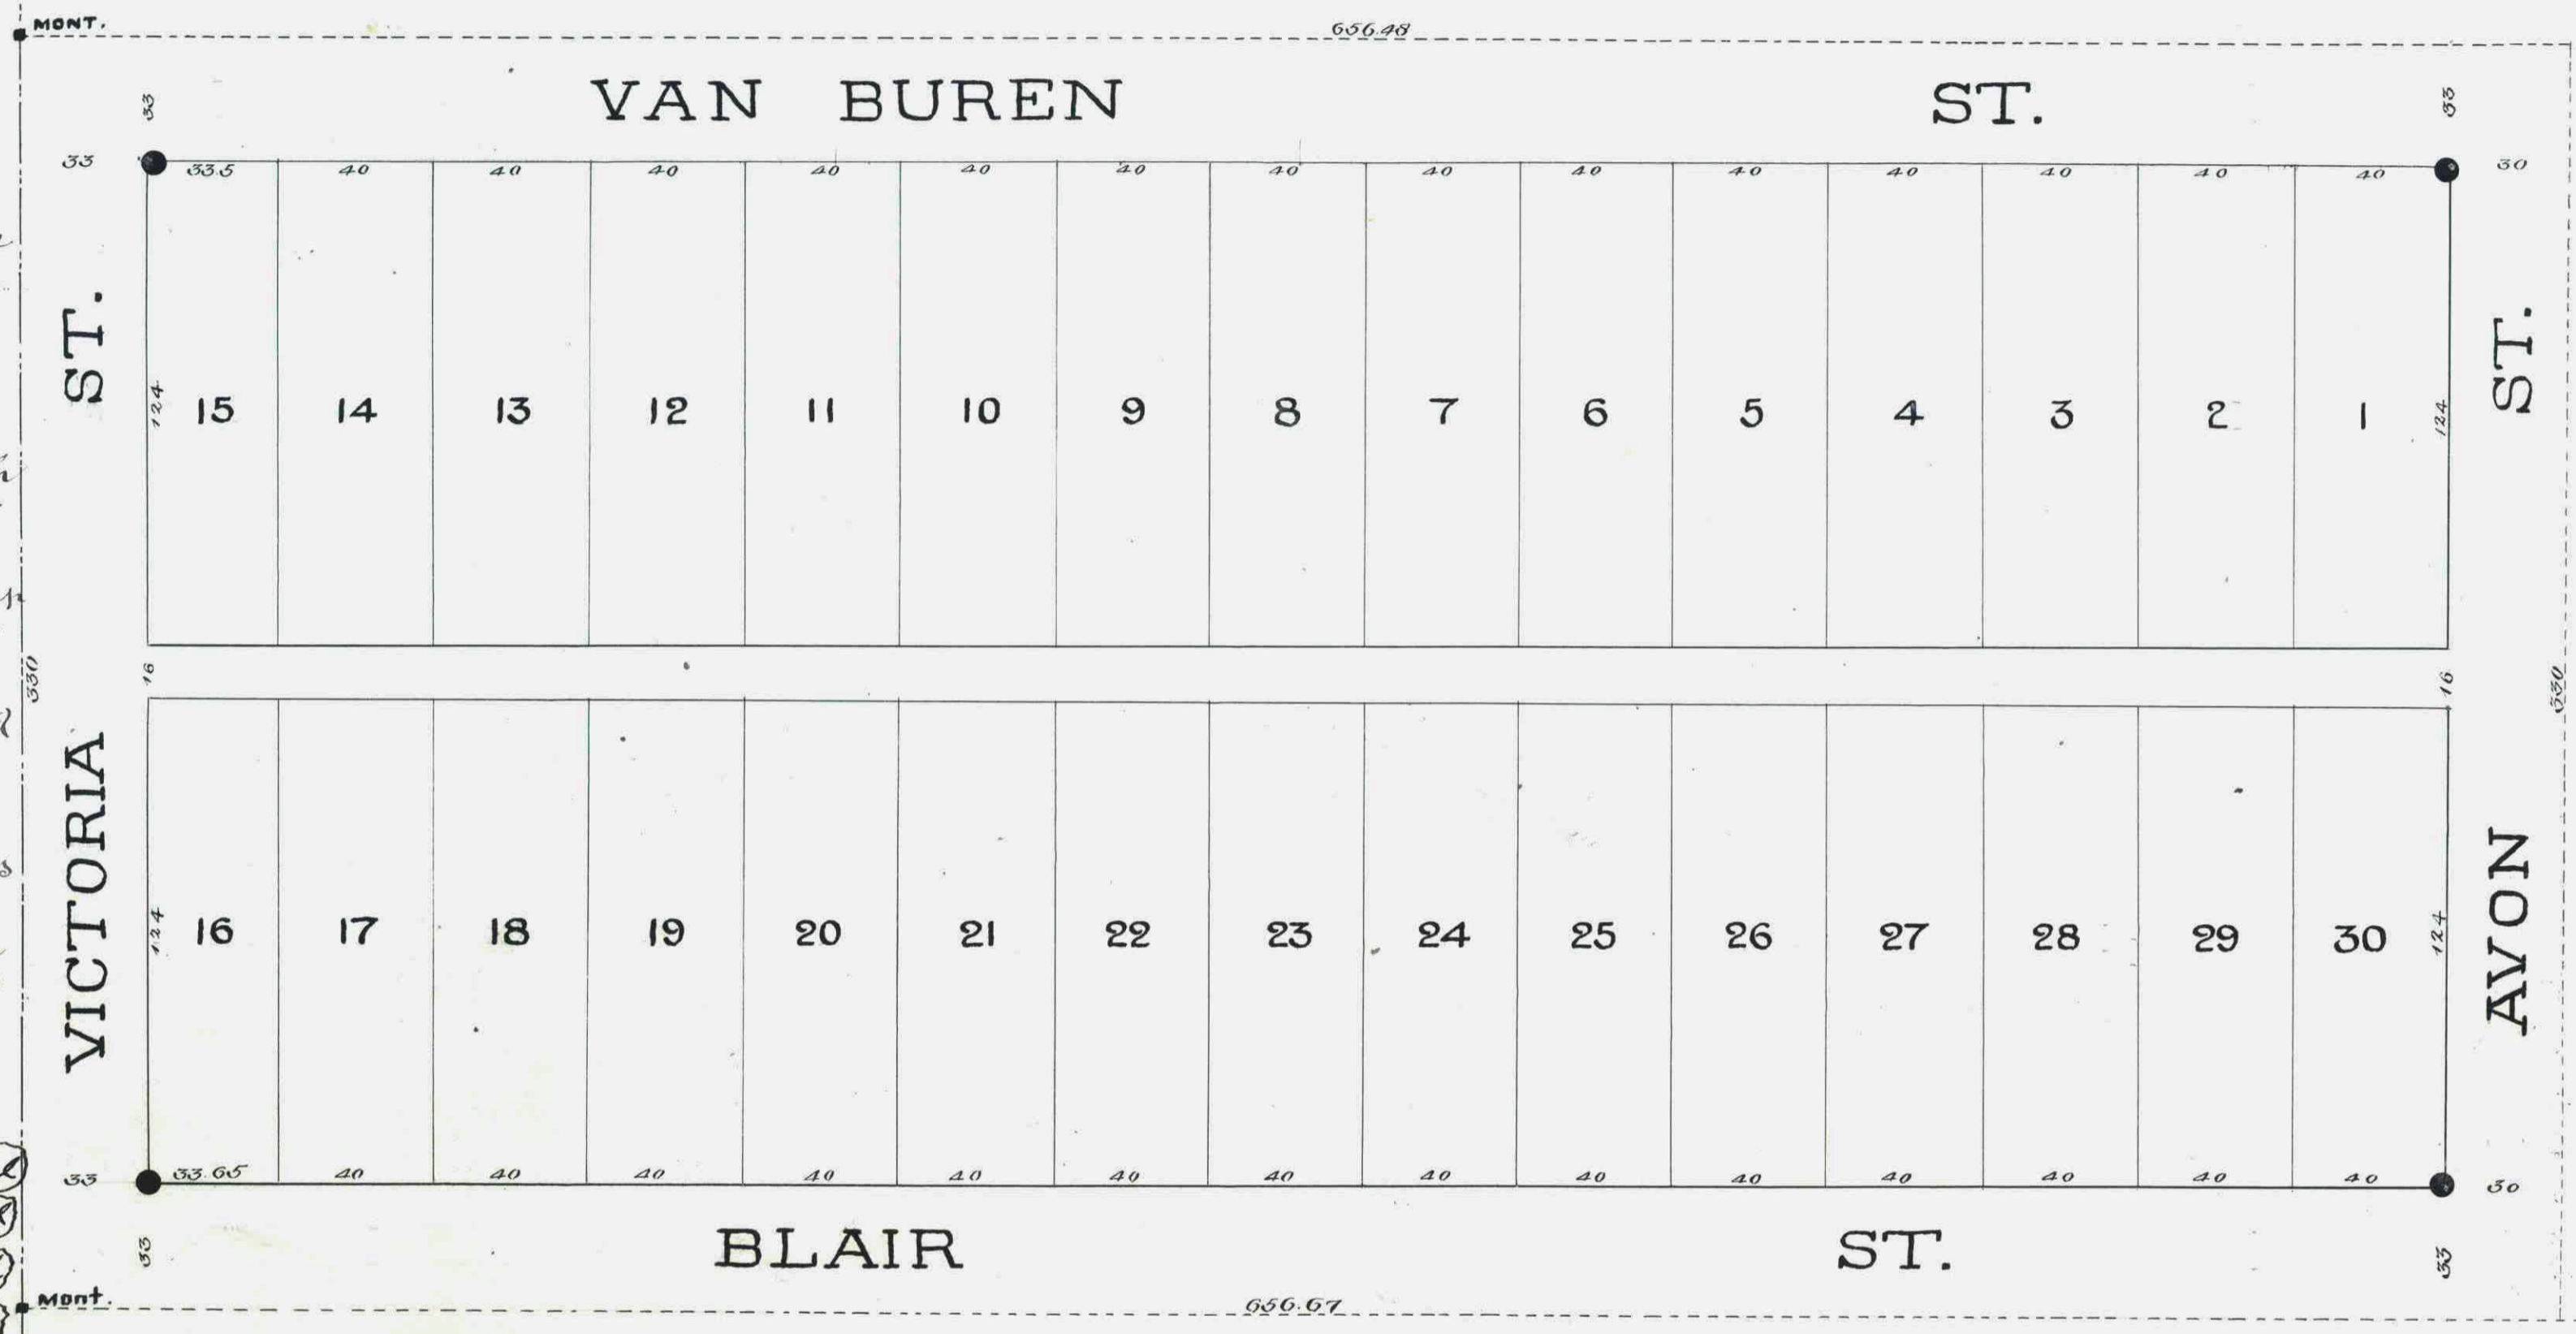 MONT. 656.48
33 VAN BUREN ST. 33
33 33.5 40 40 40 40 40 40 40 40 40 40 40 40 40 40 30
ST. 124 15 14 13 12 11 10 9 8 7 6 5 4 3 2 1 124 ST.
330 16 16 330
VICTORIA 124 16 17 18 19 20 21 22 23 24 25 26 27 28 29 30 124 AVON
33 33.65 40 40 40 40 40 40 40 40 40 40 40 40 40 40 30
33 BLAIR ST. 33
Mont. 656.67